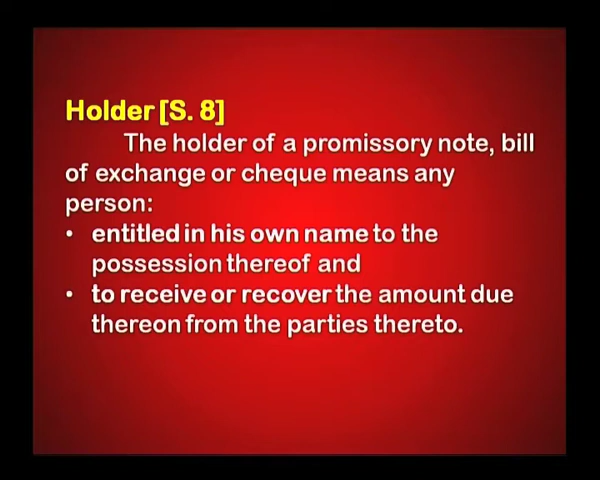 Holder [S. 8]
The holder of a promissory note, bill
of exchange or cheque means any
person:
• entitled in his own name to the
possession thereof and
• to receive or recover the amount due
thereon from the parties thereto.